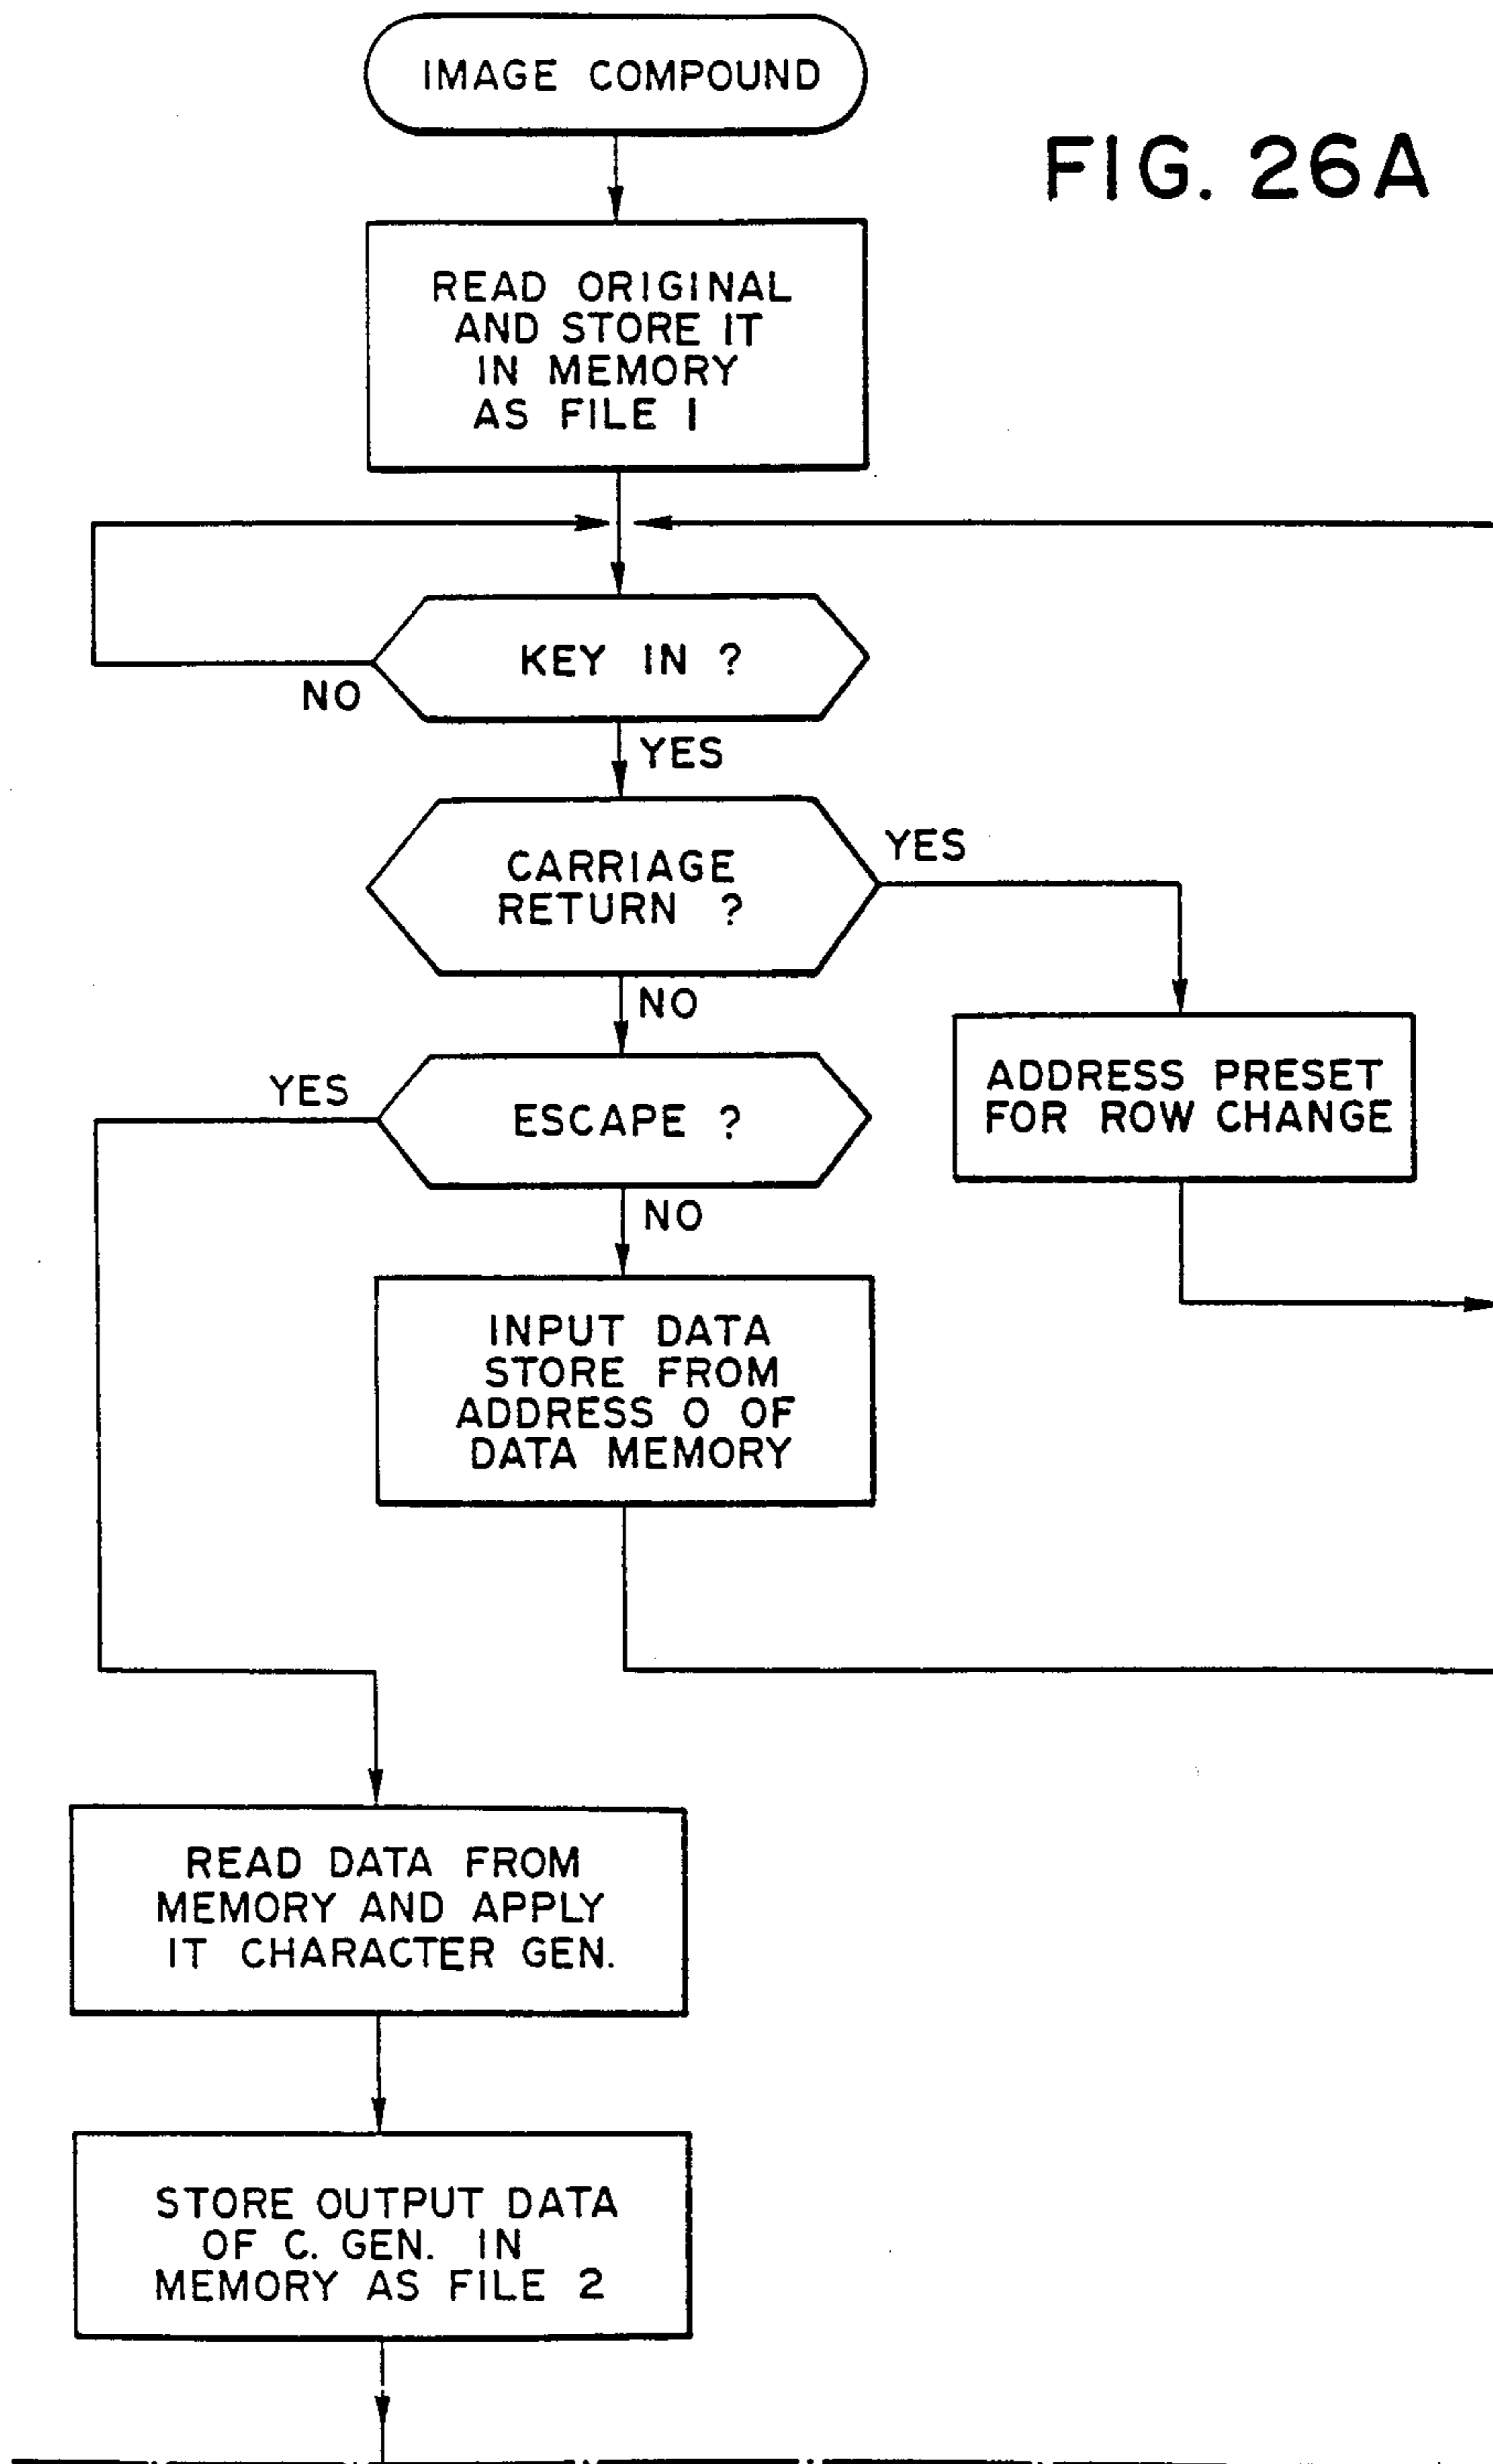 IMAGE COMPOUND
FIG. 26A
READ ORIGINAL
AND STORE IT
IN MEMORY
AS FILE 1
KEY IN ?
NO
YES
CARRIAGE
RETURN ?
YES
NO
ADDRESS PRESET
FOR ROW CHANGE
YES
ESCAPE ?
NO
INPUT DATA
STORE FROM
ADDRESS 0 OF
DATA MEMORY
READ DATA FROM
MEMORY AND APPLY
IT CHARACTER GEN.
STORE OUTPUT DATA
OF C. GEN. IN
MEMORY AS FILE 2